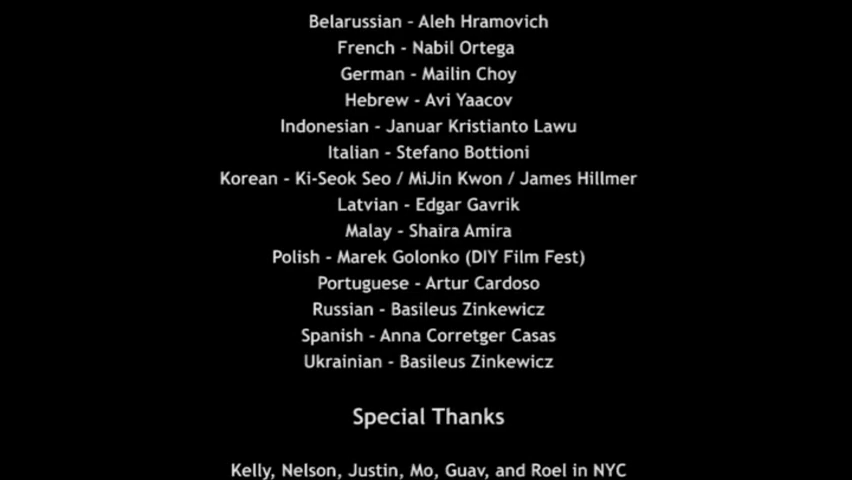 Belarussian – Aleh Hramovich
French - Nabil Ortega
German - Mailin Choy
Hebrew - Avi Yaacov
Indonesian - Januar Kristianto Lawu
Italian - Stefano Bottioni
Korean - Ki-Seok Seo / MiJin Kwon / James Hillmer
Latvian - Edgar Gavrik
Malay - Shaira Amira
Polish - Marek Golonko (DIY Film Fest)
Portuguese - Artur Cardoso
Russian - Basileus Zinkewicz
Spanish - Anna Corretger Casas
Ukrainian - Basileus Zinkewicz
Special Thanks
Kelly, Nelson, Justin, Mo, Guav, and Roel in NYC